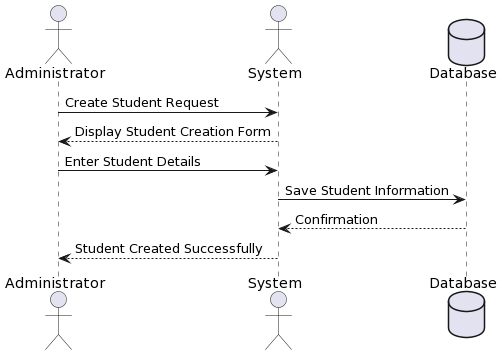 Administrator
System
Database
Create Student Request
Display Student Creation Form
Enter Student Details
Save Student Information
Confirmation
Student Created Successfully
Administrator
System
Database